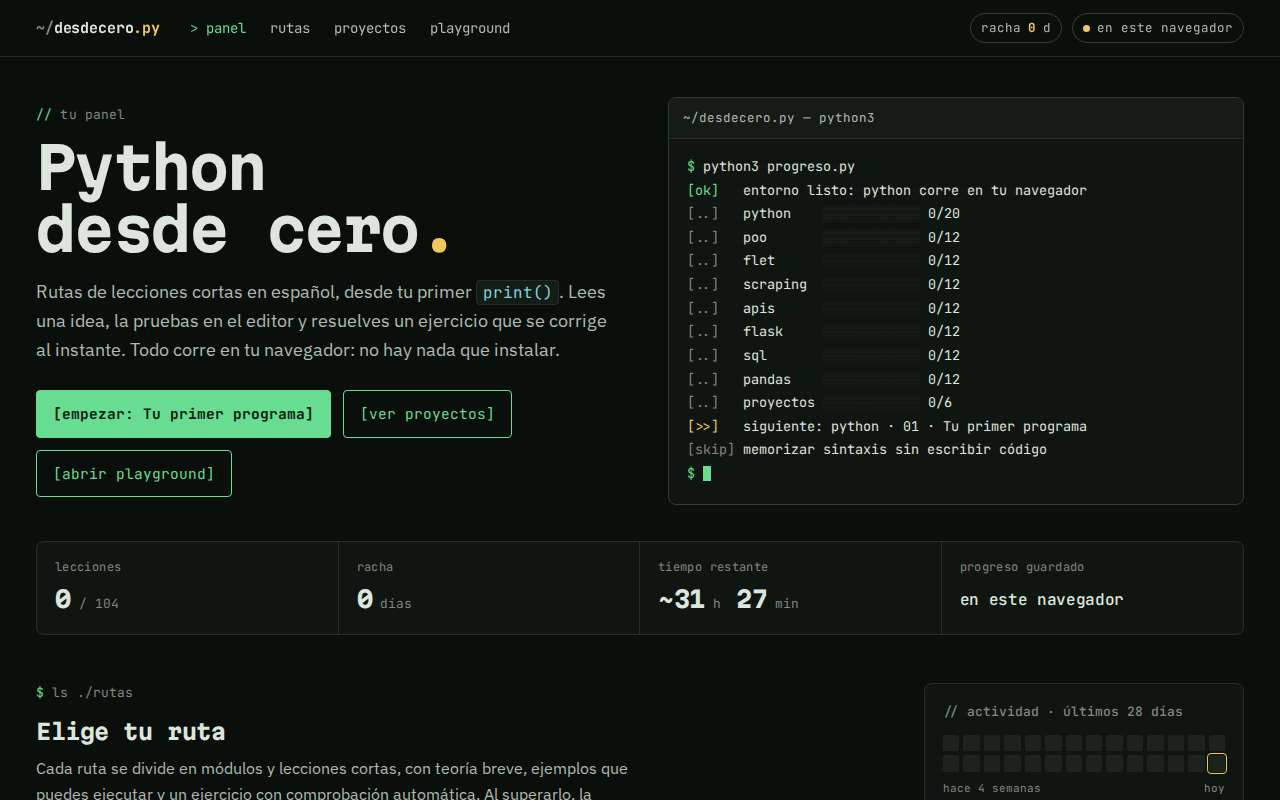 ~/desdecero.py
> panel
rutas
proyectos
playground
racha 0 d
en este navegador
// tu panel
Python
desde cero.
Rutas de lecciones cortas en español, desde tu primer print(). Lees
una idea, la pruebas en el editor y resuelves un ejercicio que se corrige
al instante. Todo corre en tu navegador: no hay nada que instalar.
[empezar: Tu primer programa]
[ver proyectos]
[abrir playground]
~/desdecero.py — python3
$ python3 progreso.py
[ok] entorno listo: python corre en tu navegador
[..] python 0/20
[..] poo 0/12
[..] flet 0/12
[..] scraping 0/12
[..] apis 0/12
[..] flask 0/12
[..] sql 0/12
[..] pandas 0/12
[..] proyectos 0/6
[>>] siguiente: python · 01 · Tu primer programa
[skip] memorizar sintaxis sin escribir código
$
lecciones
0 / 104
racha
0 días
tiempo restante
~31 h 27 min
progreso guardado
en este navegador
$ ls ./rutas
Elige tu ruta
Cada ruta se divide en módulos y lecciones cortas, con teoría breve, ejemplos que
puedes ejecutar y un ejercicio con comprobación automática. Al superarlo, la
// actividad · últimos 28 días
hace 4 semanas
hoy